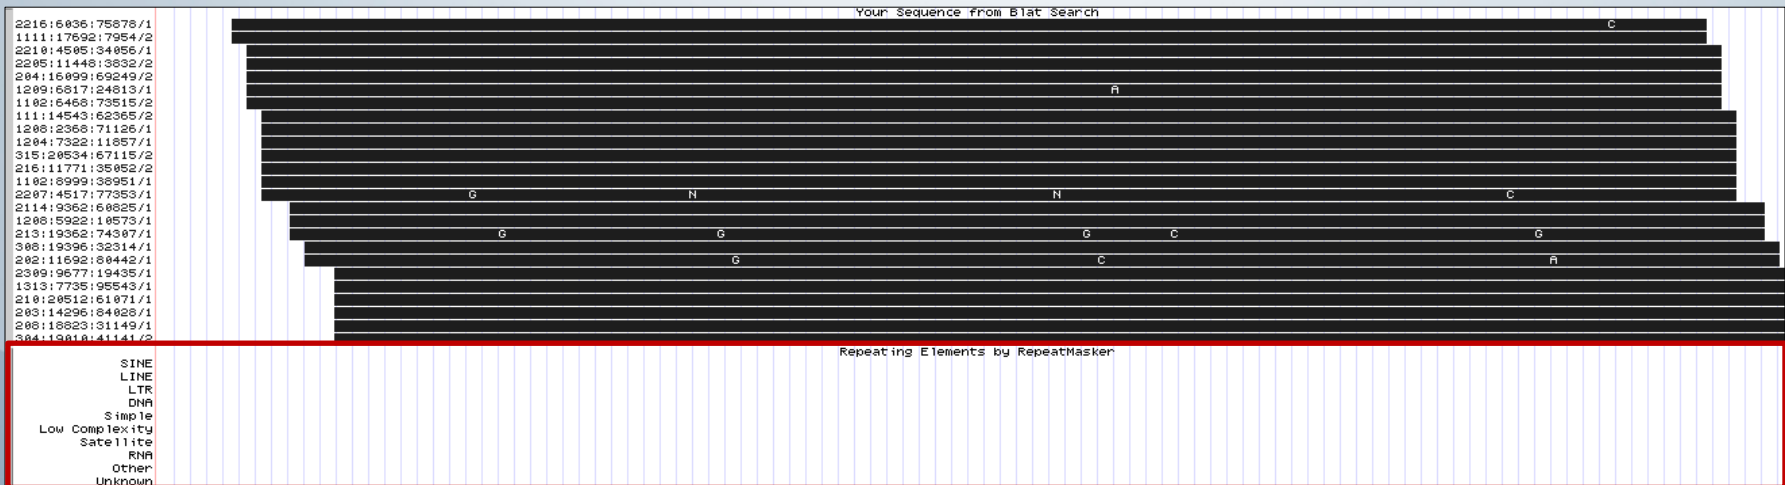 Your Sequence from Blat Search
2216:6036:75878/1 C
1111:17692:7954/2
2210:4505:34056/1
2205:11448:3832/2
204:16099:69249/2
1209:6817:24813/1 A
1102:6468:73515/2
111:14543:62365/2
1208:2368:71126/1
1204:7322:11857/1
315:20534:67115/2
216:11771:35052/2
1102:8999:38951/1
2207:4517:77353/1 G N N C
2114:9362:60825/1
1208:5922:10573/1
213:19362:74307/1 G G G C G
308:19396:32314/1
202:11692:80442/1 G C A
2309:9677:19435/1
1313:7735:95543/1
210:20512:61071/1
203:14296:84028/1
208:18823:31149/1
304:19010:41141/2
Repeating Elements by RepeatMasker
SINE
LINE
LTR
DNA
Simple
Low Complexity
Satellite
RNA
Other
Unknown